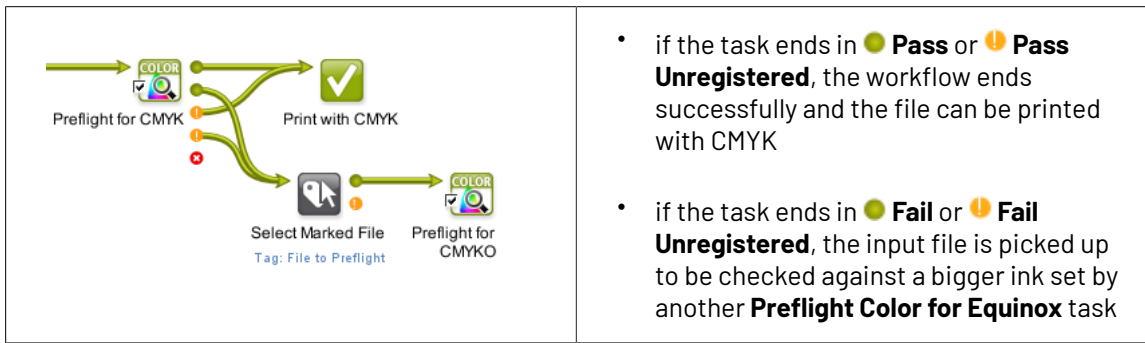 COLOR
Preflight for CMYK
Print with CMYK
Select Marked File
Tag: File to Preflight
COLOR
Preflight for
CMYKO
• if the task ends in Pass or Pass
Unregistered, the workflow ends
successfully and the file can be printed
with CMYK
• if the task ends in Fail or Fail
Unregistered, the input file is picked up
to be checked against a bigger ink set by
another Preflight Color for Equinox task